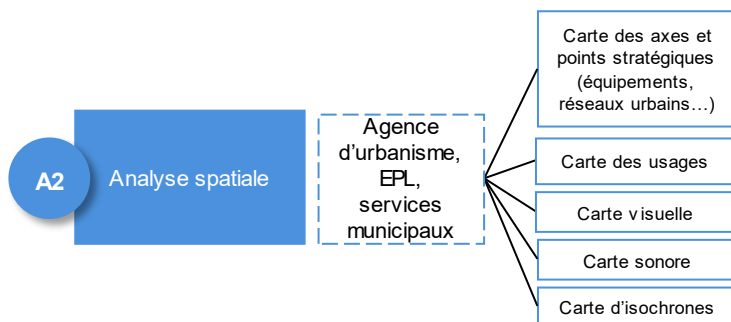 A2
Analyse spatiale
Agence
d'urbanisme,
EPL,
services
municipaux
Carte des axes et
points stratégiques
(équipements,
réseaux urbains…)
Carte des usages
Carte visuelle
Carte sonore
Carte d'isochrones